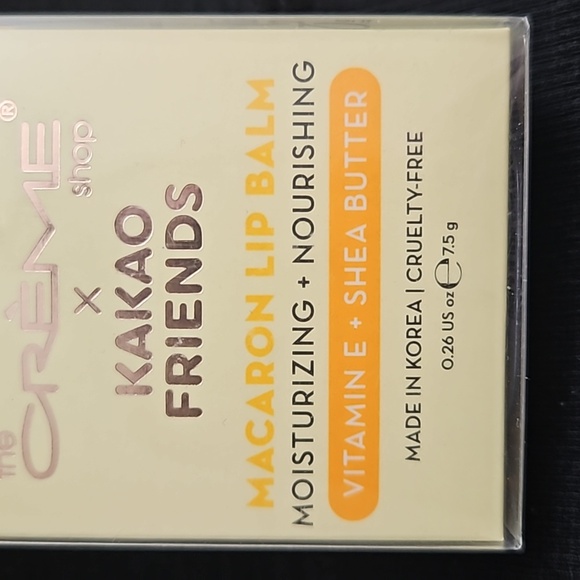 the
CRÈME®
shop
×
KAKAO
FRIENDS
MACARON LIP BALM
MOISTURIZING + NOURISHING
VITAMIN E + SHEA BUTTER
MADE IN KOREA | CRUELTY-FREE
0.26 US oz ℮ 7.5 g